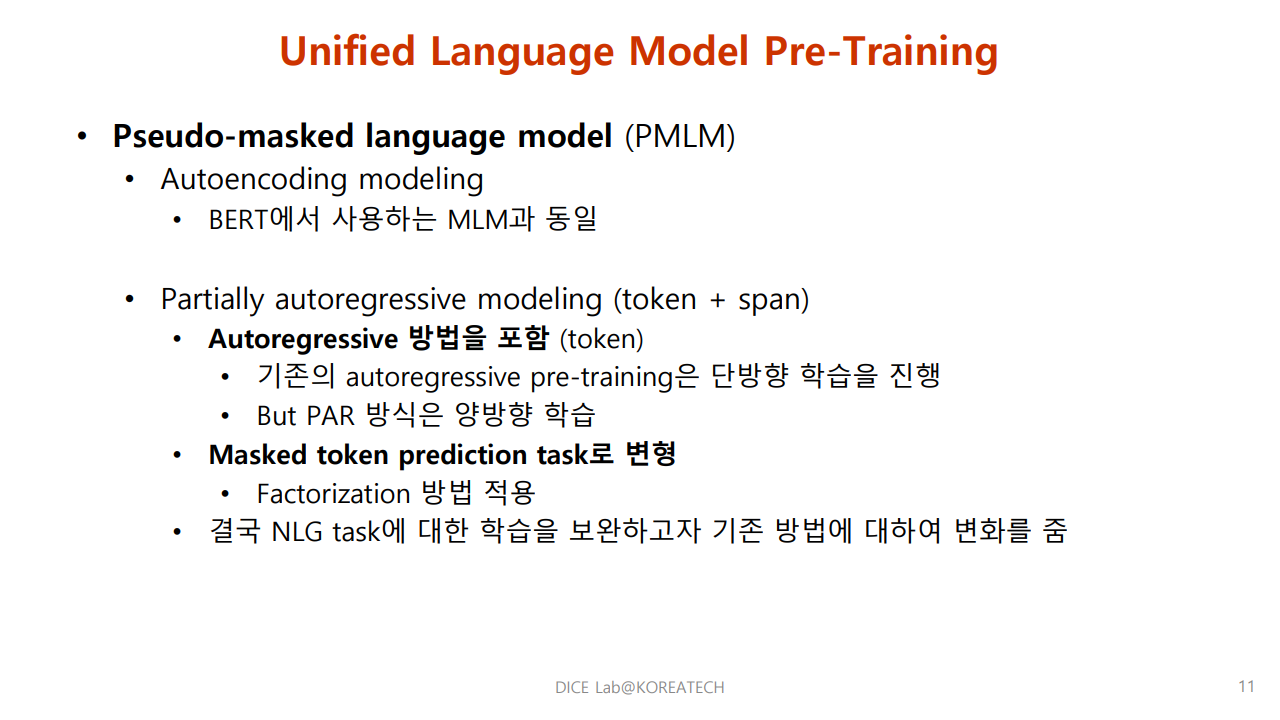 Unified Language Model Pre-Training
• Pseudo-masked language model (PMLM)
• Autoencoding modeling
• BERT에서 사용하는 MLM과 동일
• Partially autoregressive modeling (token + span)
• Autoregressive 방법을 포함 (token)
• 기존의 autoregressive pre-training은 단방향 학습을 진행
• But PAR 방식은 양방향 학습
• Masked token prediction task로 변형
• Factorization 방법 적용
• 결국 NLG task에 대한 학습을 보완하고자 기존 방법에 대하여 변화를 줌
DICE Lab@KOREATECH
11